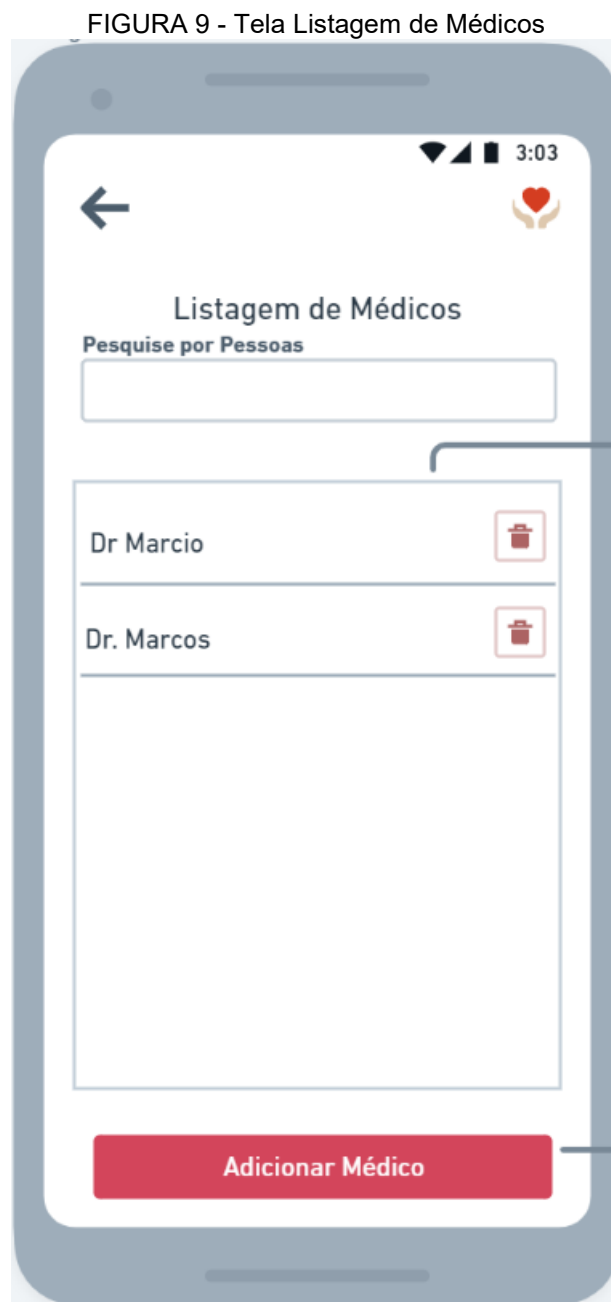 FIGURA 9 - Tela Listagem de Médicos
3:03
Listagem de Médicos
Pesquise por Pessoas
Dr Marcio
Dr. Marcos
Adicionar Médico